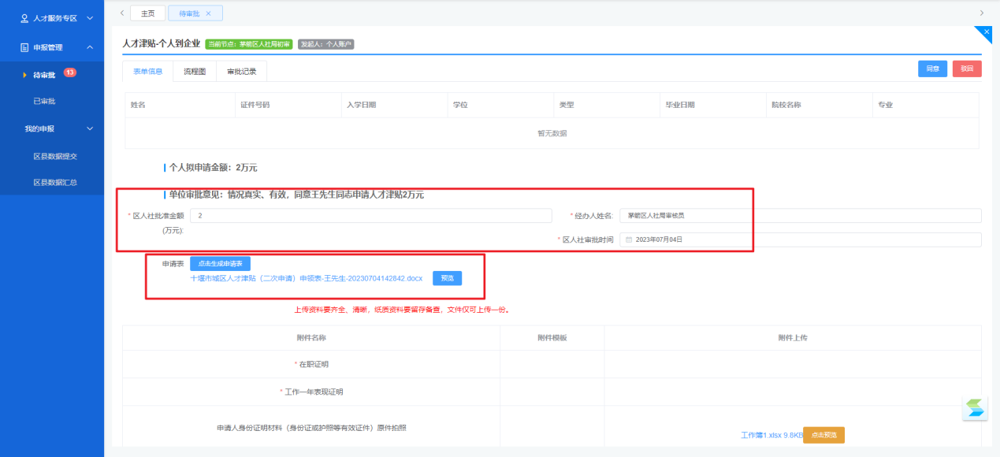 人才服务专区
申报管理
待审批 13
已审批
我的申报
区县数据提交
区县数据汇总
主页 待审批
人才津贴-个人到企业 当前节点：茅箭区人社局初审 发起人：个人账户
表单信息 流程图 审批记录 同意 驳回
姓名 证件号码 入学日期 学位 类型 毕业日期 院校名称 专业
暂无数据
个人拟申请金额：2万元
单位审批意见：情况真实、有效，同意王先生同志申请人才津贴2万元
* 区人社批准金额 2 * 经办人姓名: 茅箭区人社局审核员
(万元):
* 区人社审批时间 2023年07月04日
申请表 点击生成申请表
十堰市城区人才津贴（二次申请）申领表-王先生-20230704142842.docx 预览
上传资料要齐全、清晰，纸质资料要留存备查，文件仅可上传一份。
附件名称 附件模板 附件上传
* 在职证明
* 工作一年表现证明
申请人身份证明材料（身份证或护照等有效证件）原件拍照
工作簿1.xlsx 9.8KB 点击预览